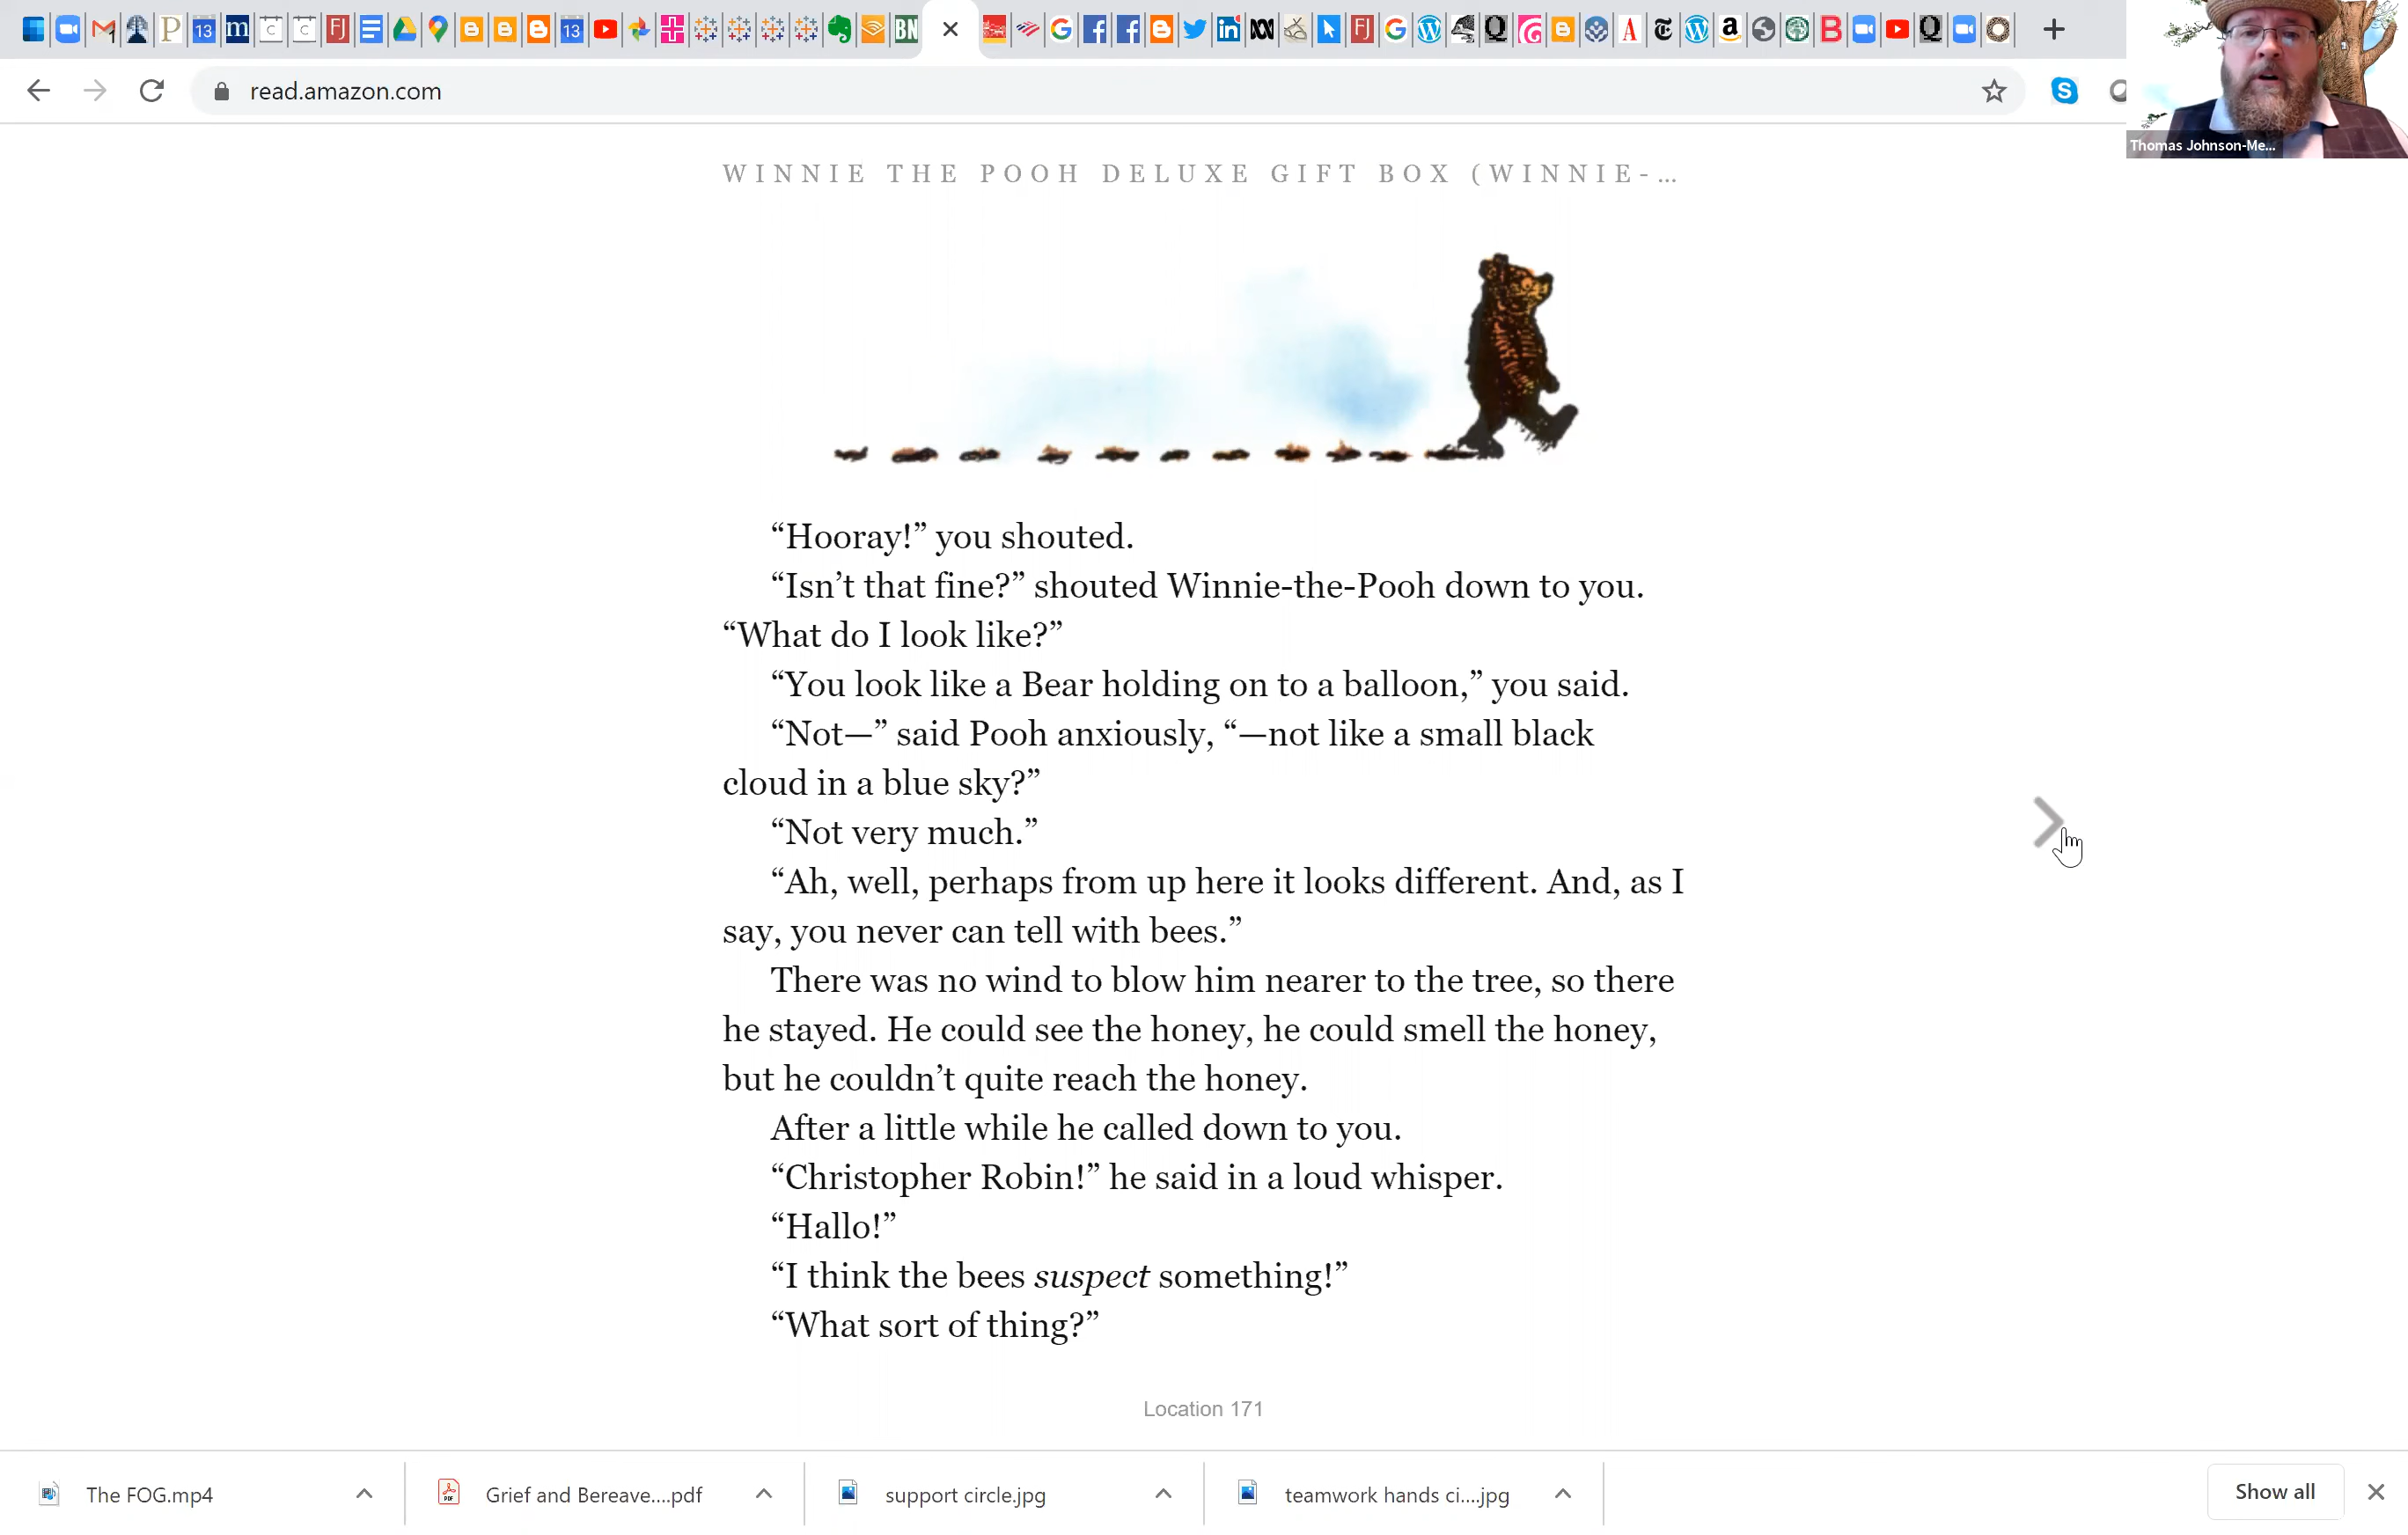 read.amazon.com
Thomas Johnson-Me...
WINNIE THE POOH DELUXE GIFT BOX (WINNIE-...
“Hooray!” you shouted.
“Isn’t that fine?” shouted Winnie-the-Pooh down to you.
“What do I look like?”
“You look like a Bear holding on to a balloon,” you said.
“Not—” said Pooh anxiously, “—not like a small black
cloud in a blue sky?”
“Not very much.”
“Ah, well, perhaps from up here it looks different. And, as I
say, you never can tell with bees.”
There was no wind to blow him nearer to the tree, so there
he stayed. He could see the honey, he could smell the honey,
but he couldn’t quite reach the honey.
After a little while he called down to you.
“Christopher Robin!” he said in a loud whisper.
“Hallo!”
“I think the bees suspect something!”
“What sort of thing?”
Location 171
The FOG.mp4
Grief and Bereave....pdf
support circle.jpg
teamwork hands ci....jpg
Show all